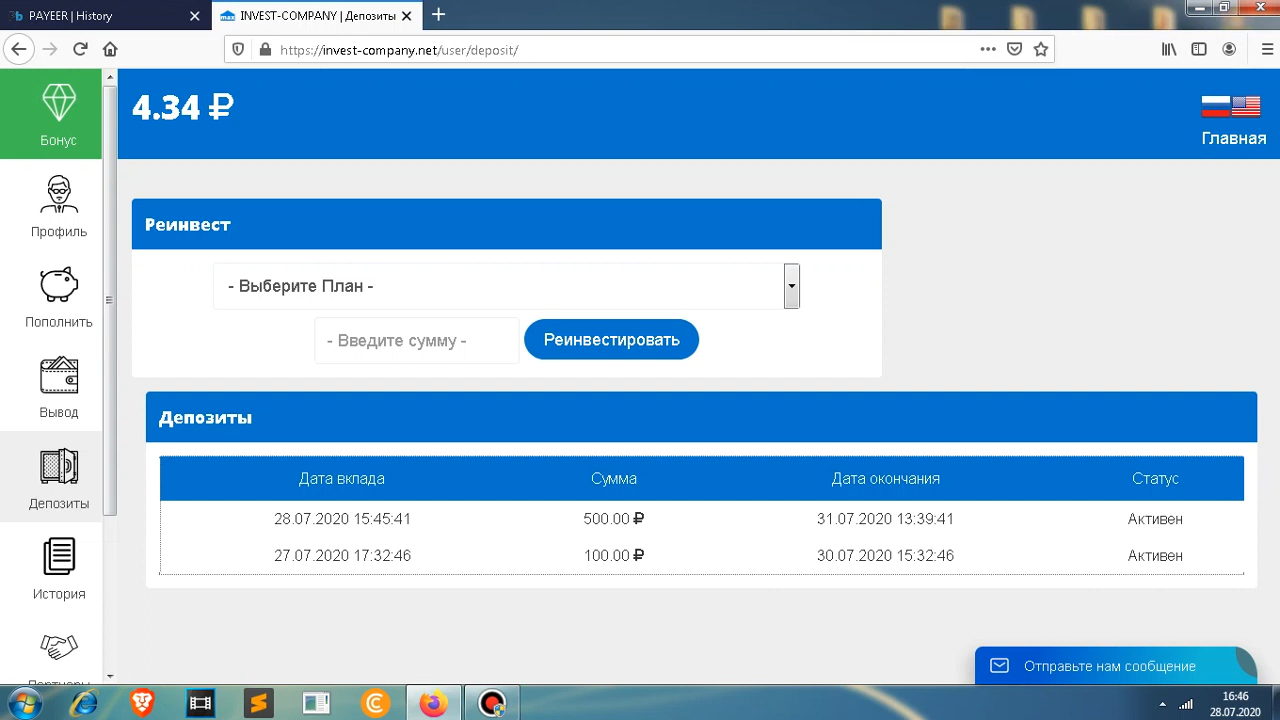 PAYEER | History
INVEST-COMPANY | Депозиты
https://invest-company.net/user/deposit/
Бонус
4.34 ₽
Главная
Профиль
Пополнить
Вывод
Депозиты
История
Партнеры
Реинвест
- Выберите План -
- Введите сумму -
Реинвестировать
Депозиты
Дата вклада Сумма Дата окончания Статус
28.07.2020 15:45:41 500.00 ₽ 31.07.2020 13:39:41 Активен
27.07.2020 17:32:46 100.00 ₽ 30.07.2020 15:32:46 Активен
Отправьте нам сообщение
16:46
28.07.2020